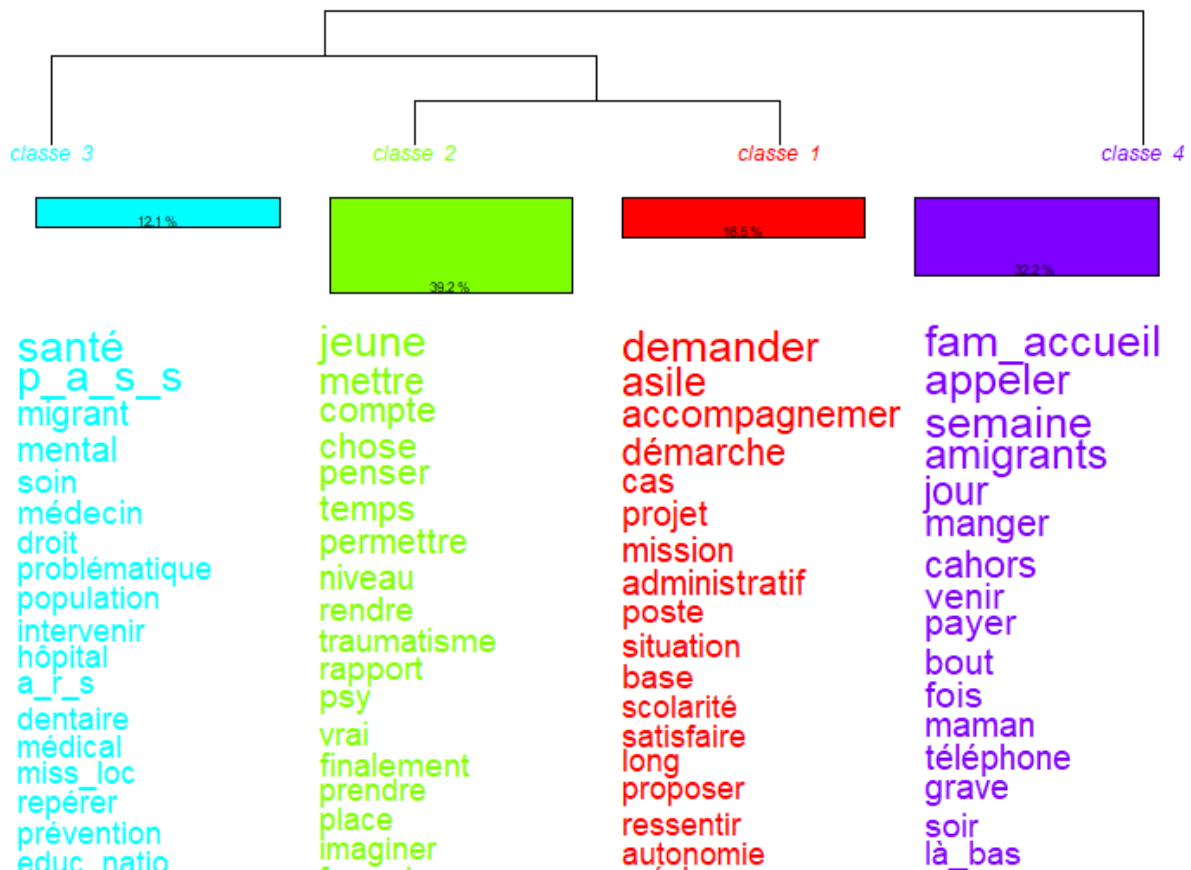 classe 3
classe 2
classe 1
classe 4
12.1 %
39.2 %
16.5 %
32.2 %
santé
p_a_s_s
migrant
mental
soin
médecin
droit
problématique
population
intervenir
hôpital
a_r_s
dentaire
médical
miss_loc
repérer
prévention
educ_natio
jeune
mettre
compte
chose
penser
temps
permettre
niveau
rendre
traumatisme
rapport
psy
vrai
finalement
prendre
place
imaginer
demander
asile
accompagnemer
démarche
cas
projet
mission
administratif
poste
situation
base
scolarité
satisfaire
long
proposer
ressentir
autonomie
fam_accueil
appeler
semaine
amigrants
jour
manger
cahors
venir
payer
bout
fois
maman
téléphone
grave
soir
là_bas